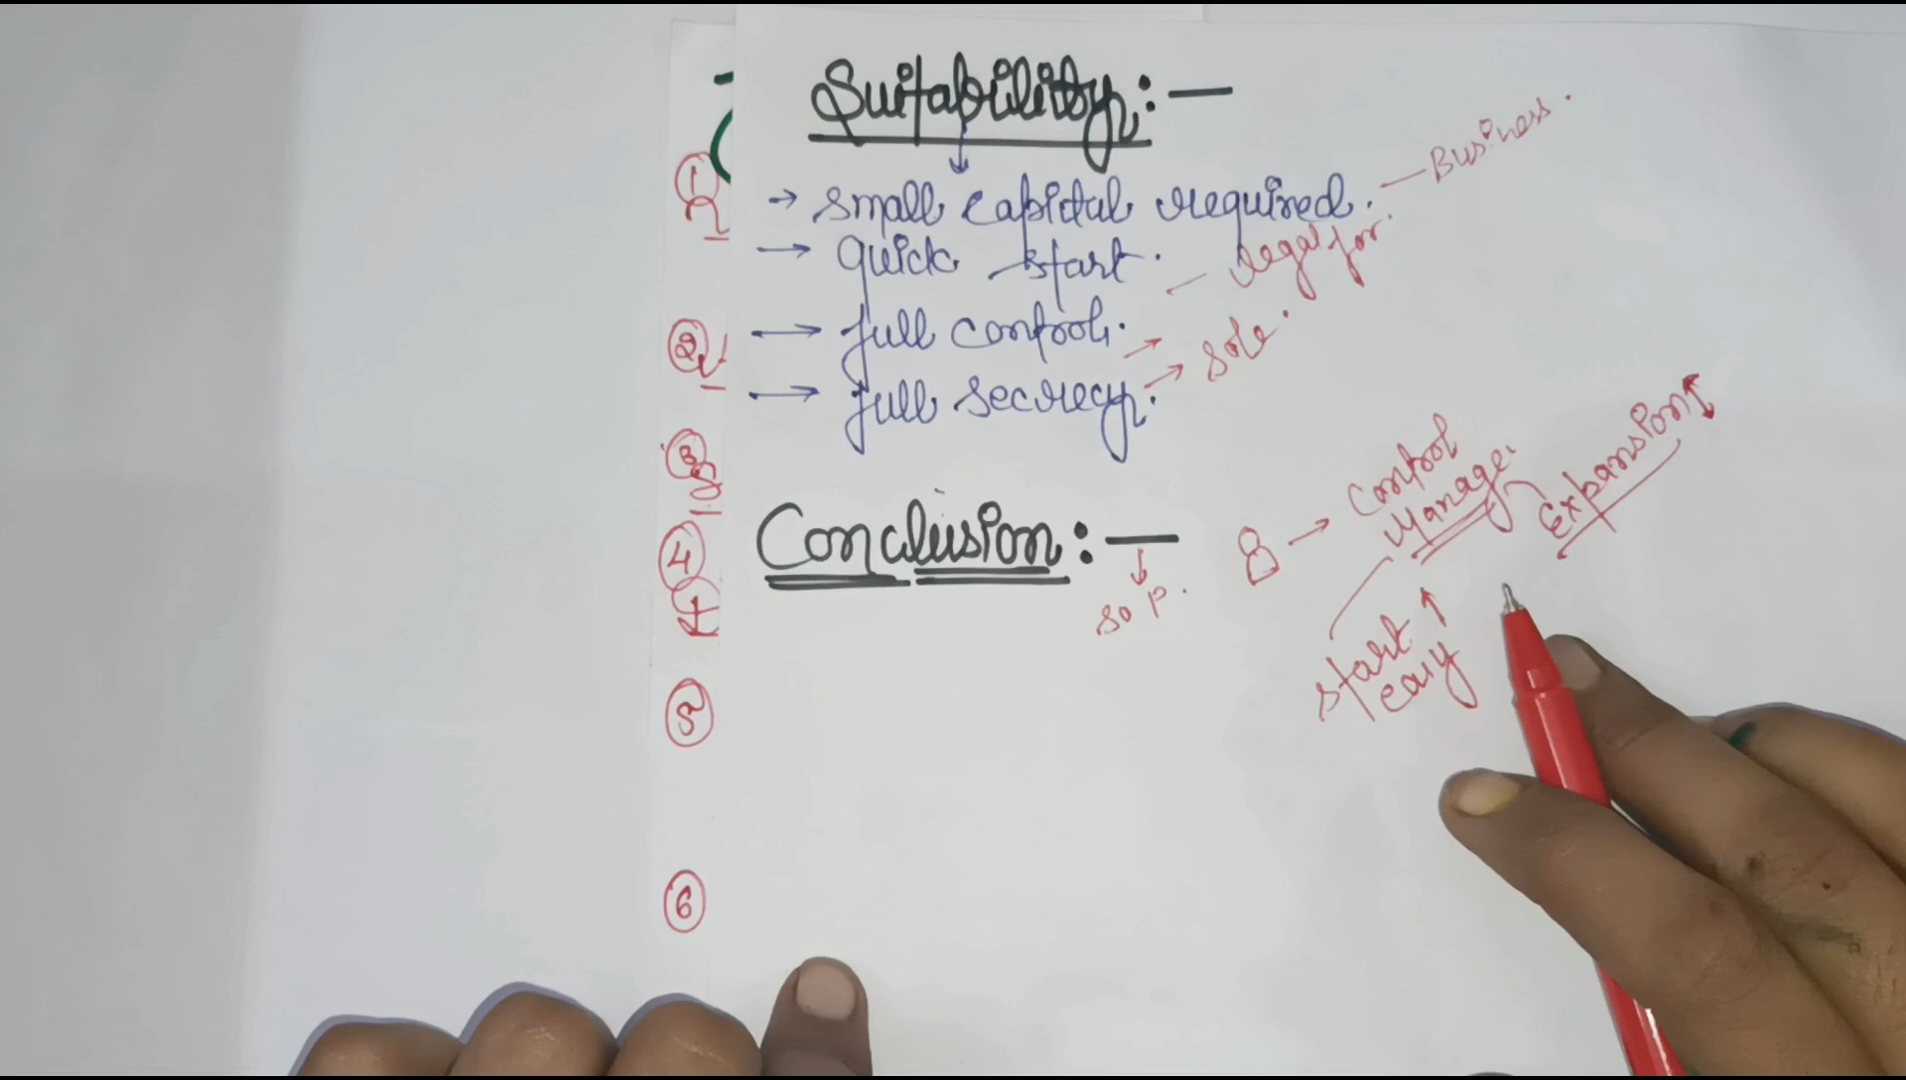 Suitability :-
→ small capital required. - Business.
→ quick start. - legal for.
→ full control. →
→ full secrecy. → Sole.
Conclusion :-
↓
so p.
8 → Control
Manage.
Expansion ↑
start ↑
easy
1
2
3
4
5
6